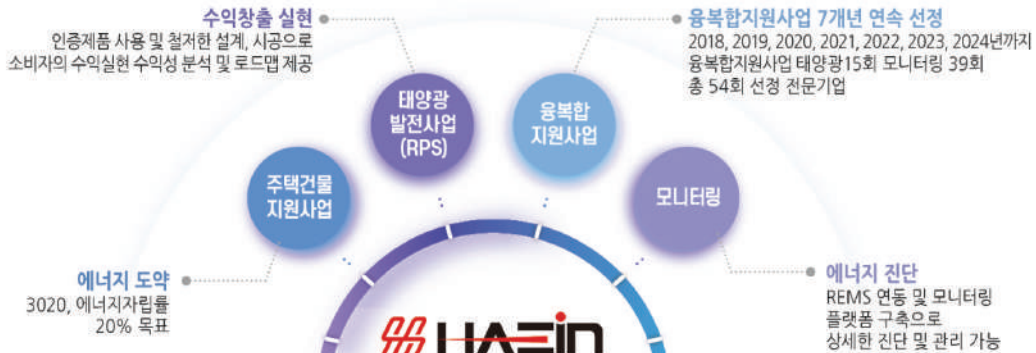 수익창출 실현
인증제품 사용 및 철저한 설계, 시공으로
소비자의 수익실현 수익성 분석 및 로드맵 제공
융복합지원사업 7개년 연속 선정
2018, 2019, 2020, 2021, 2022, 2023, 2024년까지
융복합지원사업 태양광15회 모니터링 39회
총 54회 선정 전문기업
태양광
발전사업
(RPS)
융복합
지원사업
주택건물
지원사업
모니터링
에너지 도약
3020, 에너지자립률
20% 목표
에너지 진단
REMS 연동 및 모니터링
플랫폼 구축으로
상세한 진단 및 관리 가능
HAEIN